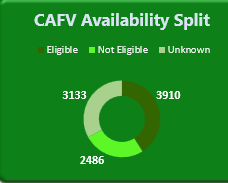 CAFV Availability Split
Eligible Not Eligible Unknown
3133 3910
2486